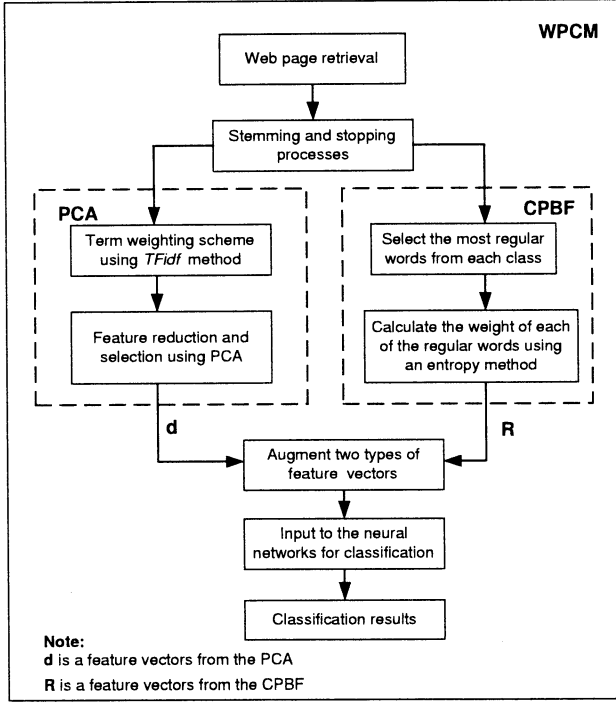 WPCM
Web page retrieval
Stemming and stopping
processes
PCA
Term weighting scheme
using TFidf method
Feature reduction and
selection using PCA
CPBF
Select the most regular
words from each class
Calculate the weight of each
of the regular words using
an entropy method
d
R
Augment two types of
feature vectors
Input to the neural
networks for classification
Classification results
Note:
d is a feature vectors from the PCA
R is a feature vectors from the CPBF